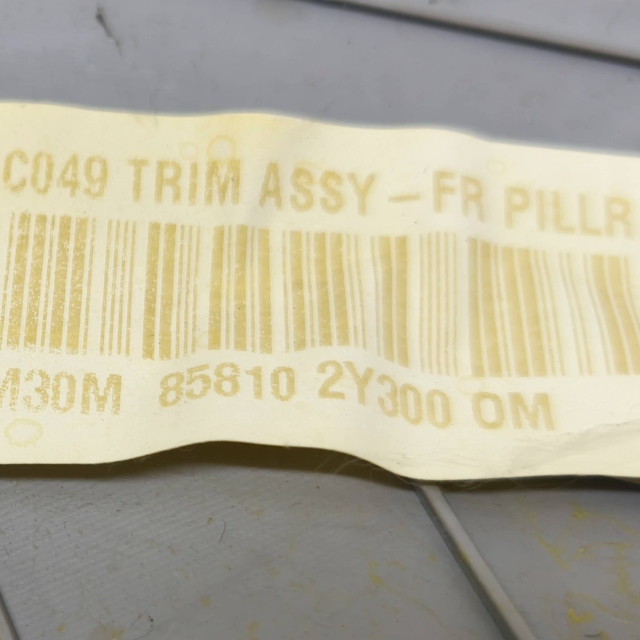 C049 TRIM ASSY-FR PILLR
M30M 85810 2Y300 OM